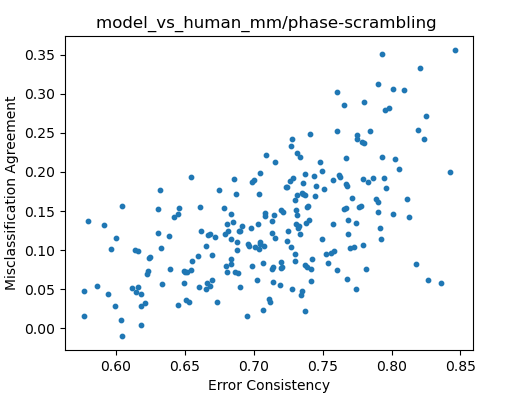 model_vs_human_mm/phase-scrambling
Misclassification Agreement
0.35
0.30
0.25
0.20
0.15
0.10
0.05
0.00
0.60 0.65 0.70 0.75 0.80 0.85
Error Consistency